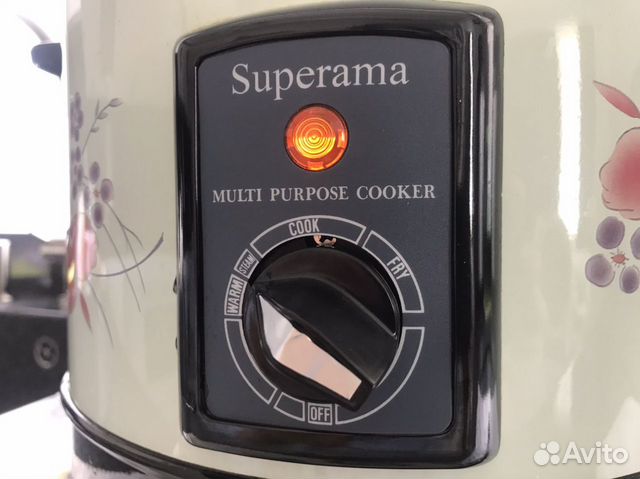 Superama
MULTI PURPOSE COOKER
COOK
FRY
STEAM
WARM
OFF
Avito